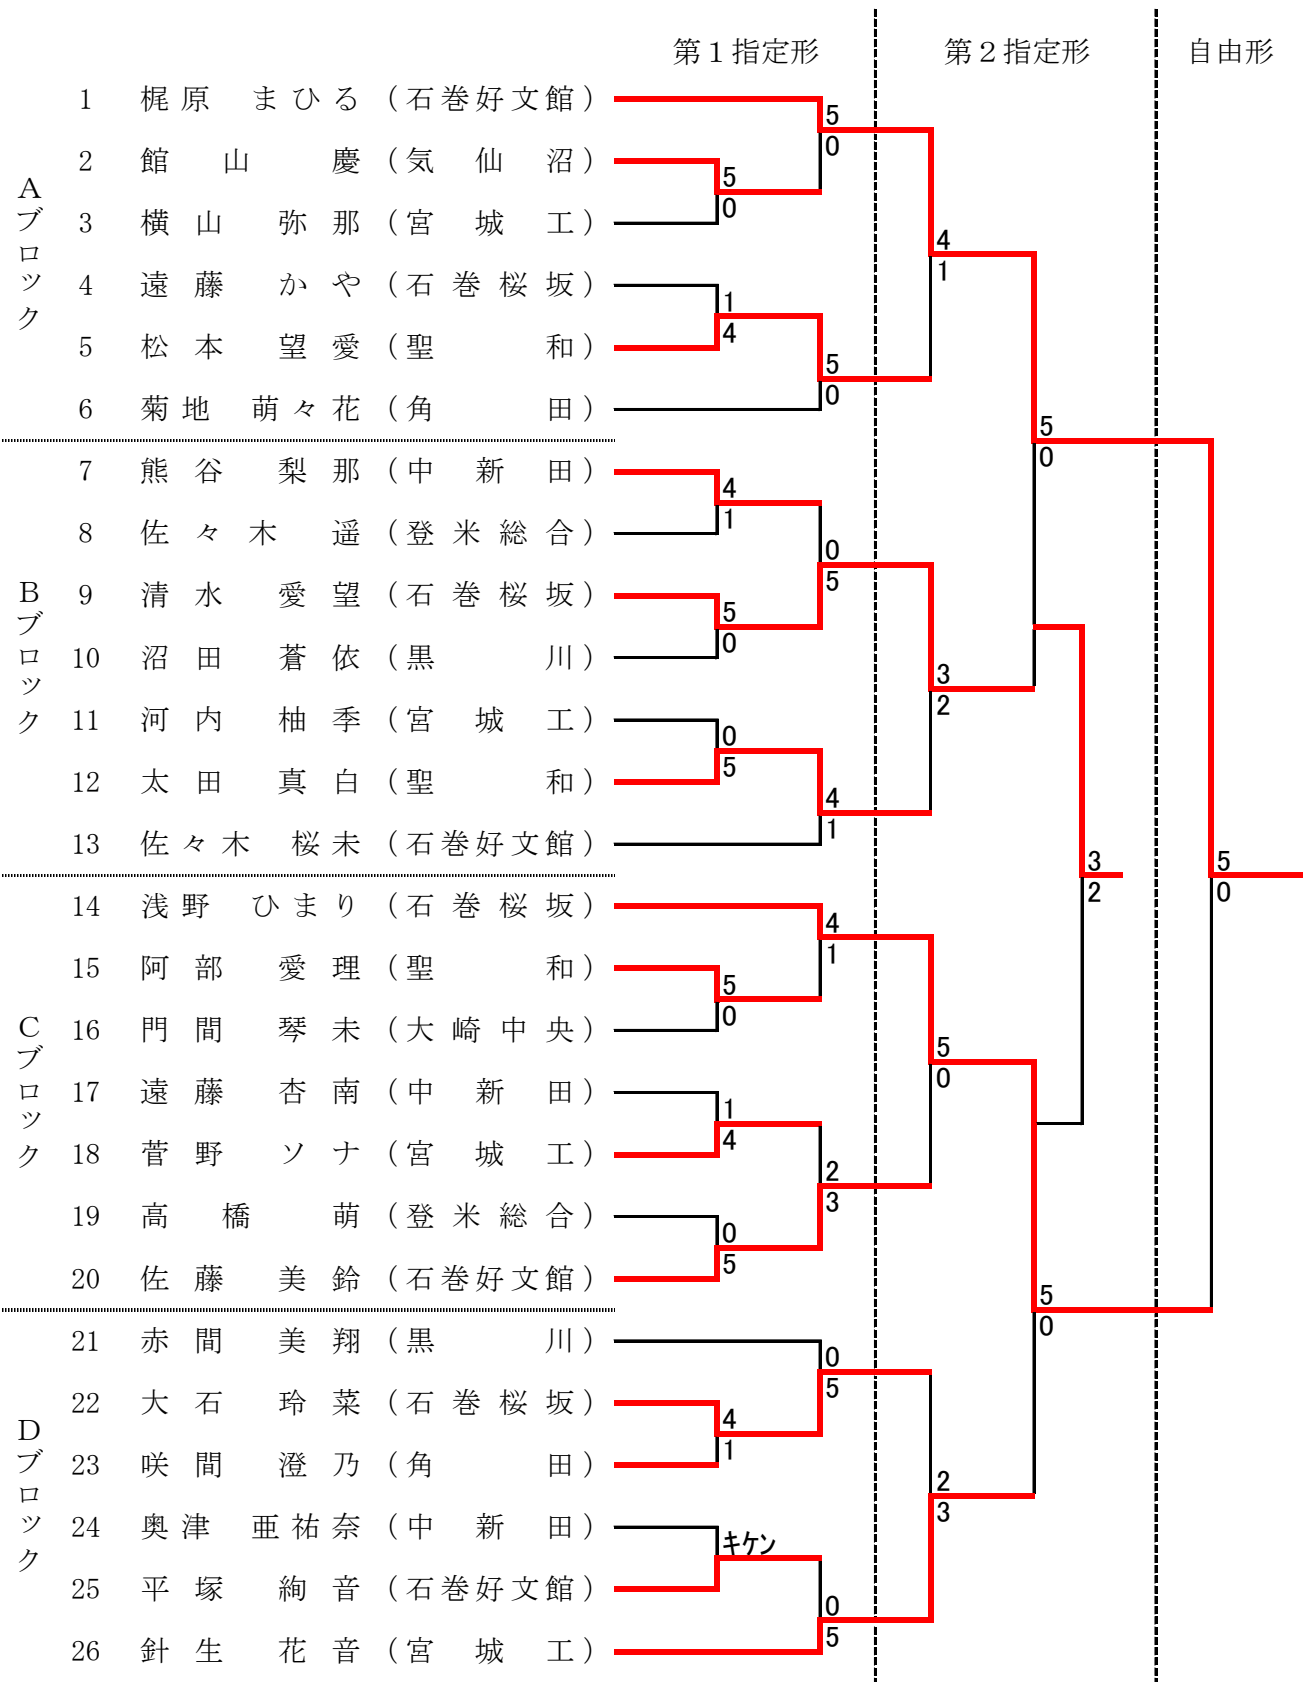 第１指定形 第２指定形 自由形
1 梶原 まひる (石巻好文館)
5
0
2 館山 慶 (気仙沼)
5
0
3 横山 弥那 (宮城工)
Aブロック
4
1
4 遠藤 かや (石巻桜坂)
1
4
5 松本 望愛 (聖和)
5
0
6 菊地 萌々花 (角田)
5
0
7 熊谷 梨那 (中新田)
4
1
8 佐々木 遥 (登米総合)
0
5
Bブロック
9 清水 愛望 (石巻桜坂)
5
0
10 沼田 蒼依 (黒川)
3
2
11 河内 柚季 (宮城工)
0
5
12 太田 真白 (聖和)
4
1
13 佐々木 桜未 (石巻好文館)
3
2
5
0
14 浅野 ひまり (石巻桜坂)
4
1
15 阿部 愛理 (聖和)
5
0
Cブロック
16 門間 琴未 (大崎中央)
5
0
17 遠藤 杏南 (中新田)
1
4
18 菅野 ソナ (宮城工)
2
3
19 高橋 萌 (登米総合)
0
5
20 佐藤 美鈴 (石巻好文館)
5
0
21 赤間 美翔 (黒川)
0
5
22 大石 玲菜 (石巻桜坂)
4
1
Dブロック
23 咲間 澄乃 (角田)
2
3
24 奥津 亜祐奈 (中新田)
キケン
25 平塚 絢音 (石巻好文館)
0
5
26 針生 花音 (宮城工)